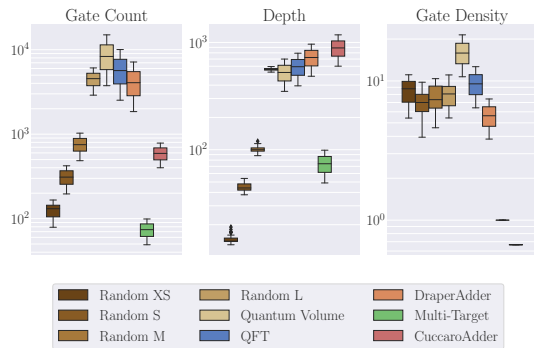 Gate Count
Depth
Gate Density
10^4
10^3
10^2
10^3
10^2
10^1
10^0
Random XS
Random L
DraperAdder
Random S
Quantum Volume
Multi-Target
Random M
QFT
CuccaroAdder